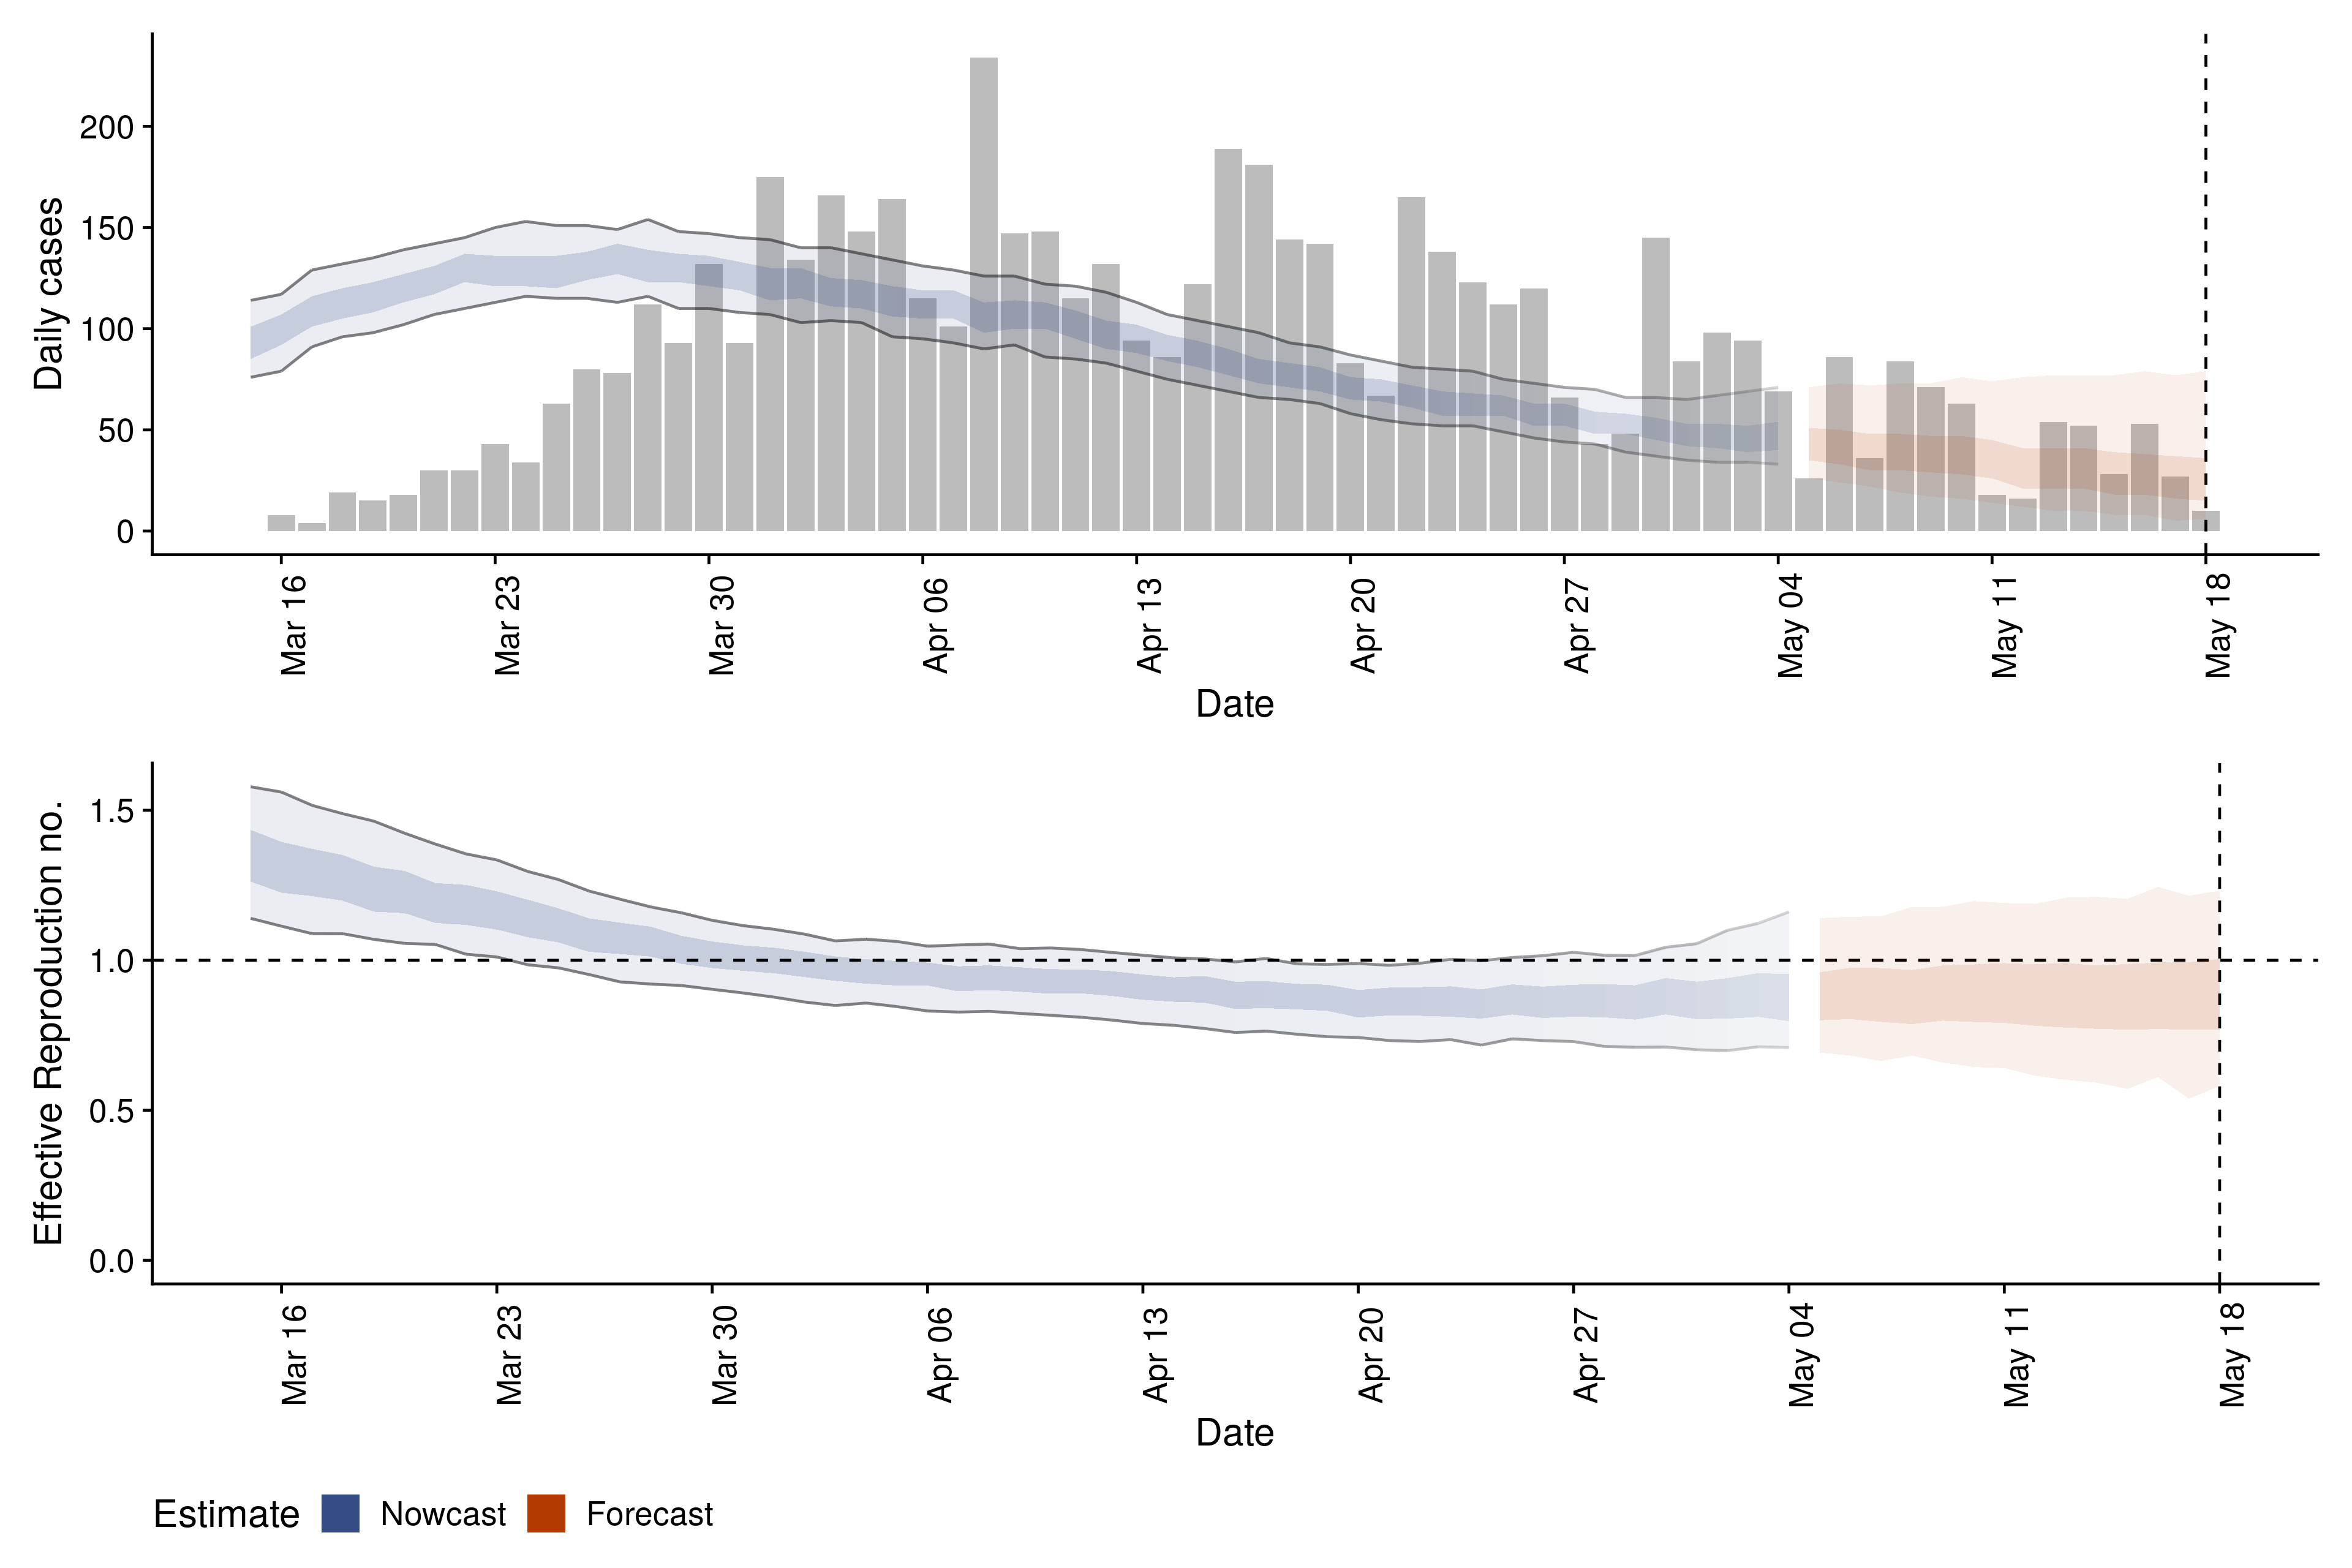 Daily cases
200
150
100
50
0
Mar 16 Mar 23 Mar 30 Apr 06 Apr 13 Apr 20 Apr 27 May 04 May 11 May 18
Date
Effective Reproduction no.
1.5
1.0
0.5
0.0
Mar 16 Mar 23 Mar 30 Apr 06 Apr 13 Apr 20 Apr 27 May 04 May 11 May 18
Date
Estimate Nowcast Forecast